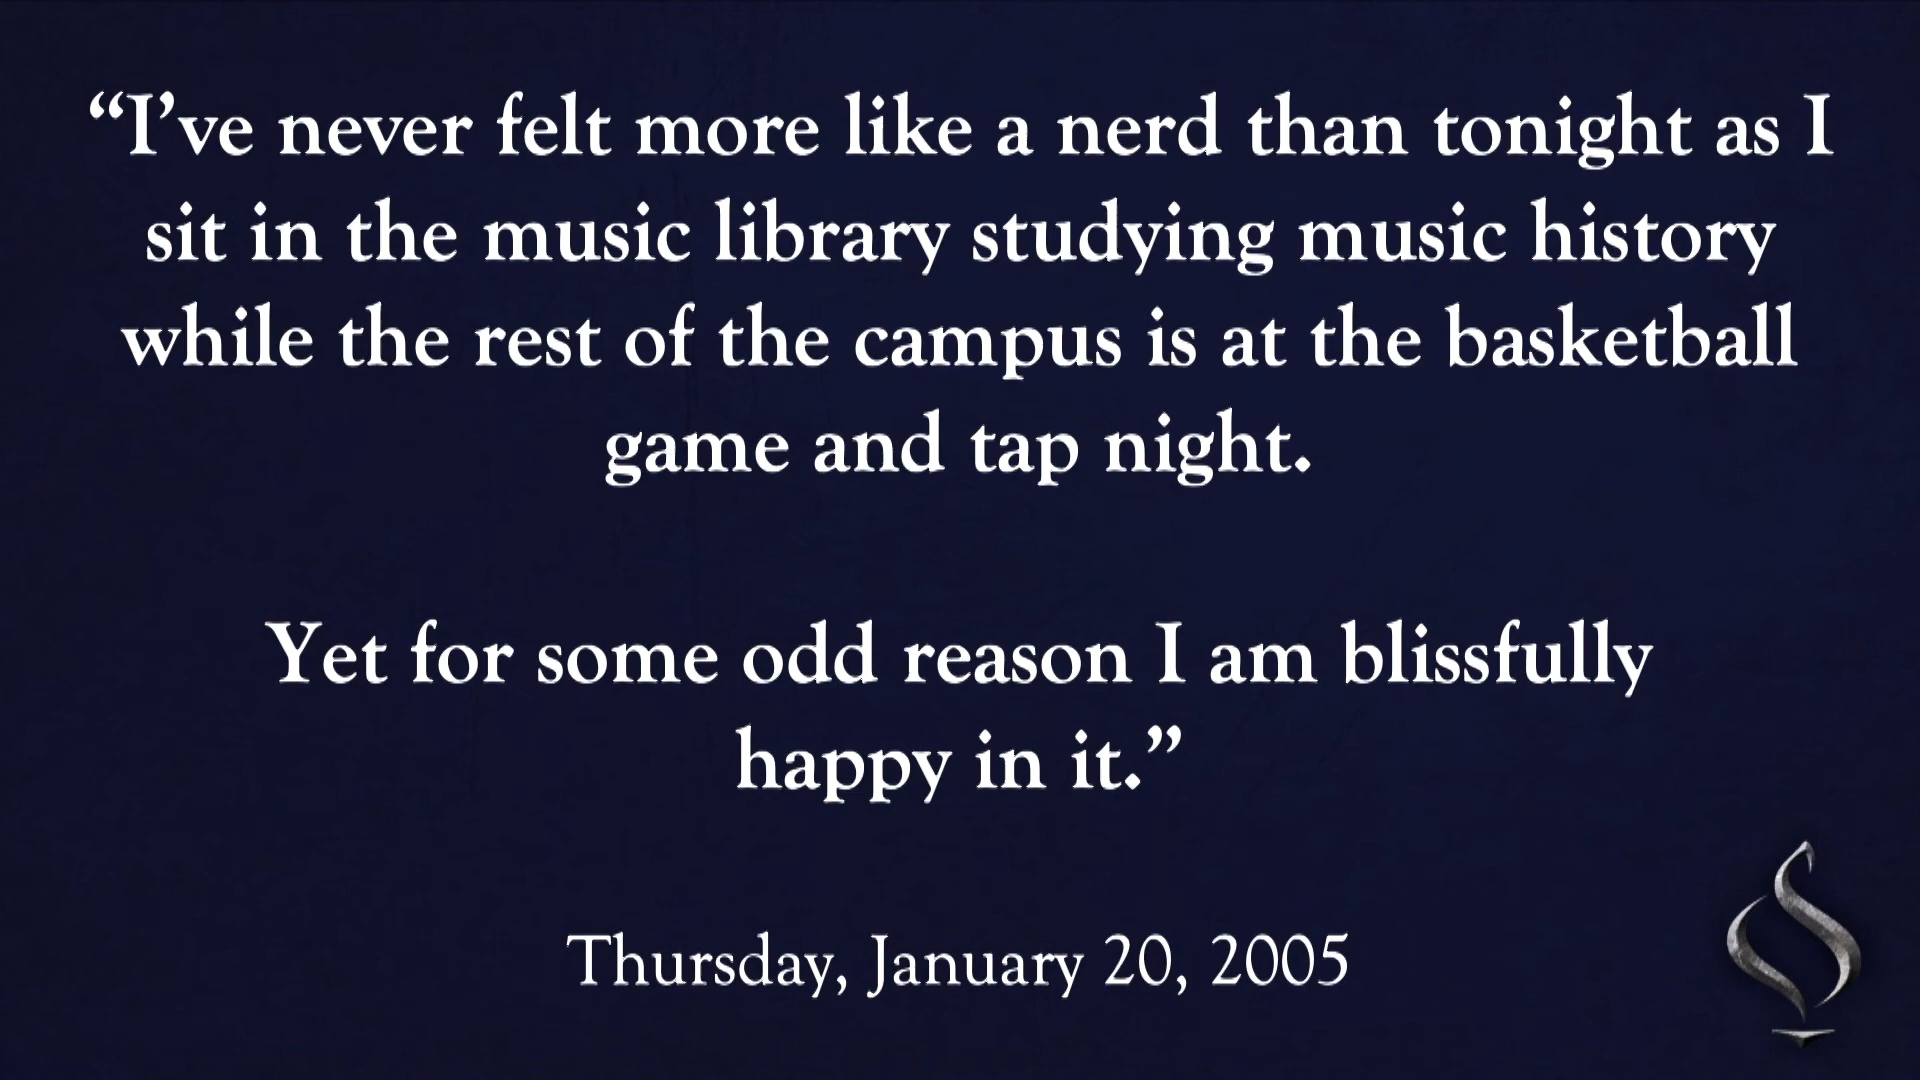 “I’ve never felt more like a nerd than tonight as I
sit in the music library studying music history
while the rest of the campus is at the basketball
game and tap night.
Yet for some odd reason I am blissfully
happy in it.”
Thursday, January 20, 2005